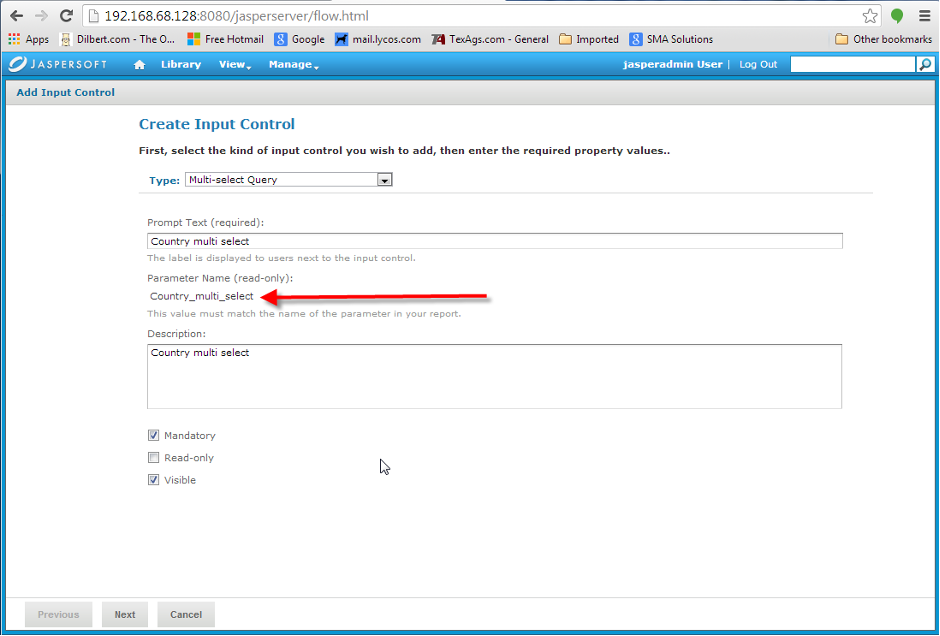 192.168.68.128:8080/jasperserver/flow.html
Apps Dilbert.com - The O... Free Hotmail Google mail.lycos.com TexAgs.com - General Imported SMA Solutions Other bookmarks
JASPERSOFT Library View Manage jasperadmin User | Log Out
Add Input Control
Create Input Control
First, select the kind of input control you wish to add, then enter the required property values..
Type: Multi-select Query
Prompt Text (required):
Country multi select
The label is displayed to users next to the input control.
Parameter Name (read-only):
Country_multi_select
This value must match the name of the parameter in your report.
Description:
Country multi select
Mandatory
Read-only
Visible
Previous Next Cancel